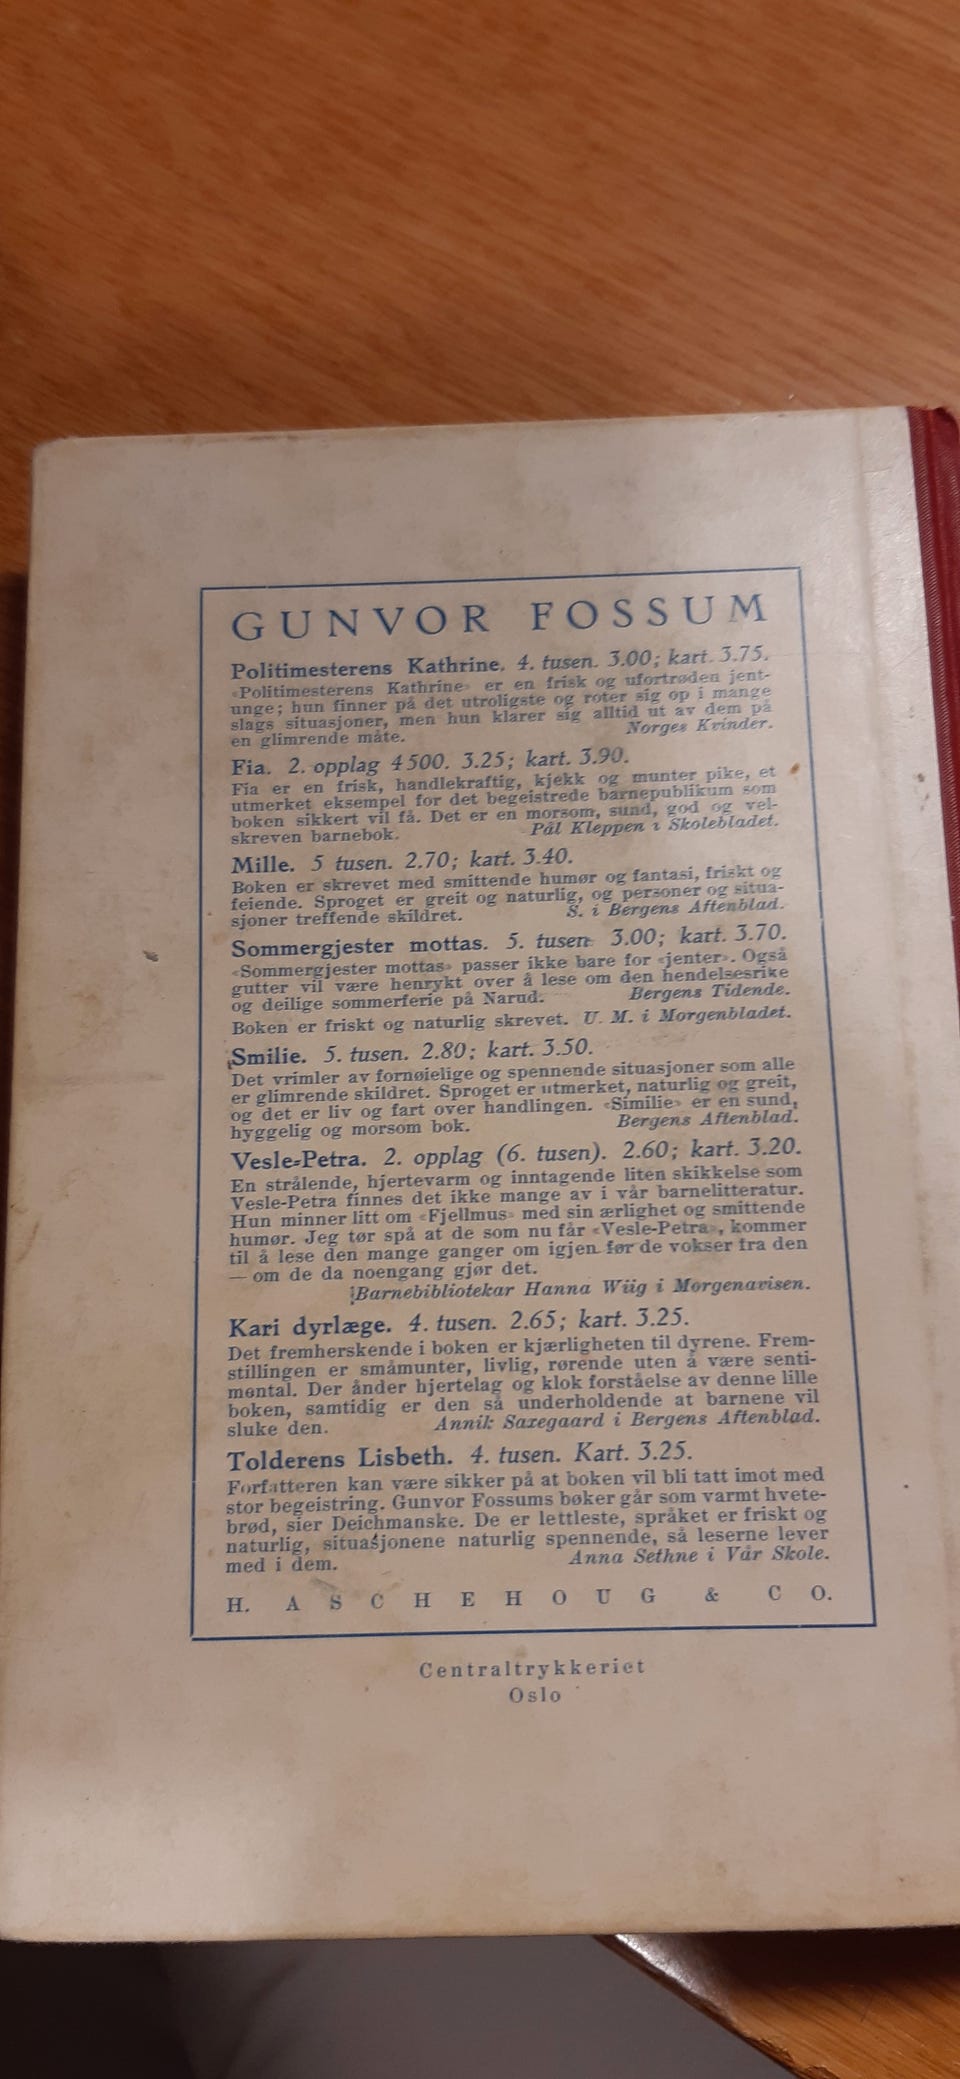 GUNVOR FOSSUM
Politimesterens Kathrine. 4. tusen. 3.00; kart. 3.75.
«Politimesterens Kathrine» er en frisk og ufortrøden jent-
unge; hun finner på det utroligste og roter sig op i mange
slags situasjoner, men hun klarer sig alltid ut av dem på
en glimrende måte. Norges Kvinder.
Fia. 2. opplag 4500. 3.25; kart. 3.90.
Fia er en frisk, handlekraftig, kjekk og munter pike, et
utmerket eksempel for det begeistrede barnepublikum som
boken sikkert vil få. Det er en morsom, sund, god og vel-
skreven barnebok. Pål Kleppen i Skolebladet.
Mille. 5 tusen. 2.70; kart. 3.40.
Boken er skrevet med smittende humør og fantasi, friskt og
feiende. Sproget er greit og naturlig, og personer og situa-
sjoner treffende skildret. S. i Bergens Aftenblad.
Sommergjester mottas. 5. tusen. 3.00; kart. 3.70.
«Sommergjester mottas» passer ikke bare for «jenter». Også
gutter vil være henrykt over å lese om den hendelsesrike
og deilige sommerferie på Narud. Bergens Tidende.
Boken er friskt og naturlig skrevet. U. M. i Morgenbladet.
Smilie. 5. tusen. 2.80; kart. 3.50.
Det vrimler av fornøielige og spennende situasjoner som alle
er glimrende skildret. Sproget er utmerket, naturlig og greit,
og det er liv og fart over handlingen. «Similie» er en sund,
hyggelig og morsom bok. Bergens Aftenblad.
Vesle-Petra. 2. opplag (6. tusen). 2.60; kart. 3.20.
En strålende, hjertevarm og inntagende liten skikkelse som
Vesle-Petra finnes det ikke mange av i vår barnelitteratur.
Hun minner litt om «Fjellmus» med sin ærlighet og smittende
humør. Jeg tør spå at de som nu får «Vesle-Petra», kommer
til å lese den mange ganger om igjen før de vokser fra den
— om de da noengang gjør det.
Barnebibliotekar Hanna Wiig i Morgenavisen.
Kari dyrlæge. 4. tusen. 2.65; kart. 3.25.
Det fremherskende i boken er kjærligheten til dyrene. Frem-
stillingen er småmunter, livlig, rørende uten å være senti-
mental. Der ånder hjertelag og klok forståelse av denne lille
boken, samtidig er den så underholdende at barnene vil
sluke den. Annik Saxegaard i Bergens Aftenblad.
Tolderens Lisbeth. 4. tusen. Kart. 3.25.
Forfatteren kan være sikker på at boken vil bli tatt imot med
stor begeistring. Gunvor Fossums bøker går som varmt hvete-
brød, sier Deichmanske. De er lettleste, språket er friskt og
naturlig, situasjonene naturlig spennende, så leserne lever
med i dem. Anna Sethne i Vår Skole.
H. ASCHEHOUG & CO.
Centraltrykkeriet
Oslo